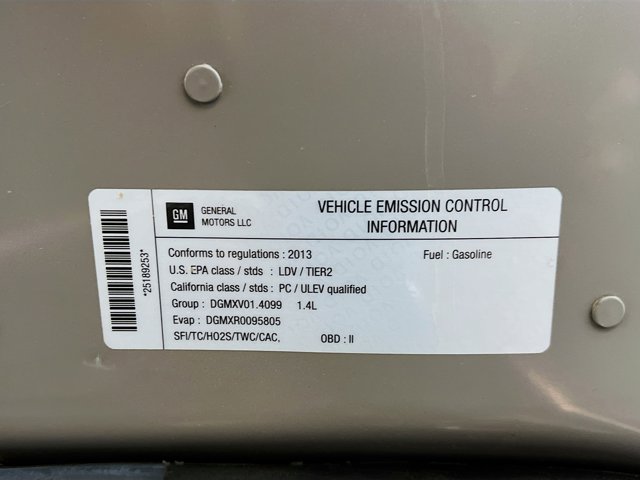 *25189253*
GM
GENERAL
MOTORS LLC
VEHICLE EMISSION CONTROL
INFORMATION
Conforms to regulations : 2013 Fuel : Gasoline
U.S. EPA class / stds : LDV / TIER2
California class / stds : PC / ULEV qualified
Group : DGMXV01.4099 1.4L
Evap : DGMXR0095805
SFI/TC/HO2S/TWC/CAC, OBD : II